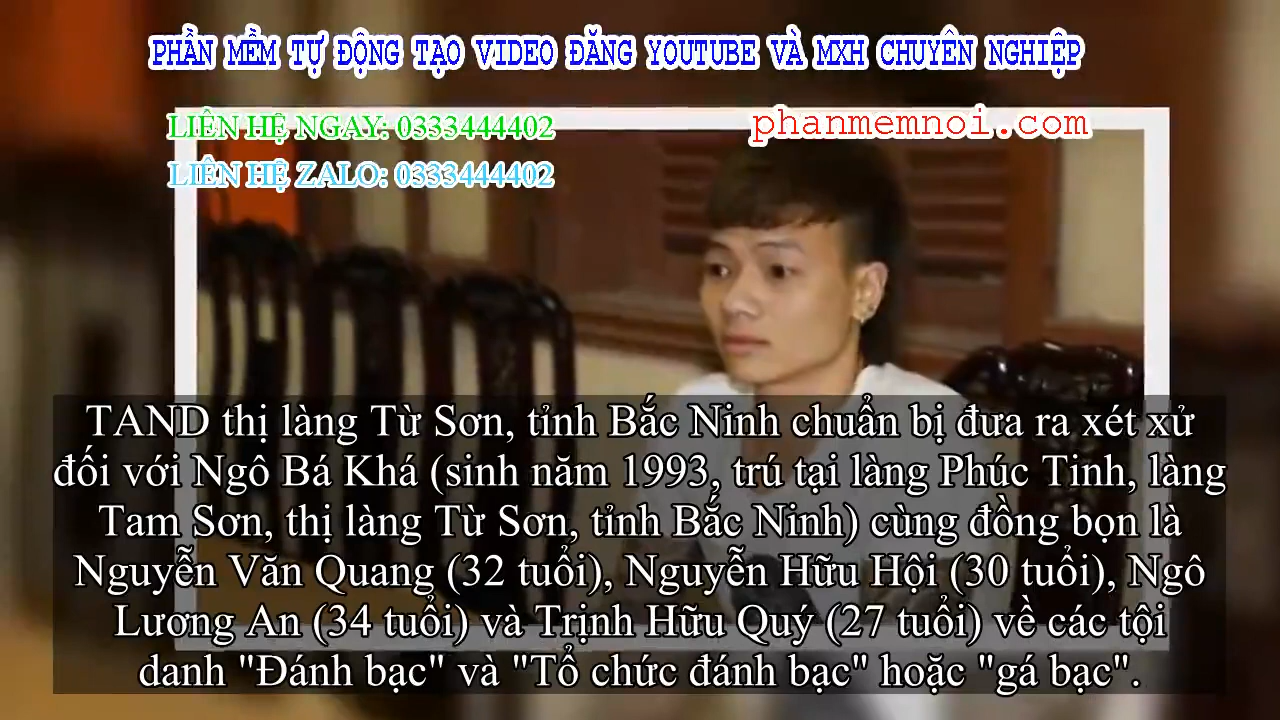 PHẦN MỀM TỰ ĐỘNG TẠO VIDEO ĐĂNG YOUTUBE VÀ MXH CHUYÊN NGHIỆP
LIÊN HỆ NGAY: 0333444402
phanmemnoi.com
LIÊN HỆ ZALO: 0333444402
TAND thị làng Từ Sơn, tỉnh Bắc Ninh chuẩn bị đưa ra xét xử
đối với Ngô Bá Khá (sinh năm 1993, trú tại làng Phúc Tinh, làng
Tam Sơn, thị làng Từ Sơn, tỉnh Bắc Ninh) cùng đồng bọn là
Nguyễn Văn Quang (32 tuổi), Nguyễn Hữu Hội (30 tuổi), Ngô
Lương An (34 tuổi) và Trịnh Hữu Quý (27 tuổi) về các tội
danh "Đánh bạc" và "Tổ chức đánh bạc" hoặc "gá bạc".